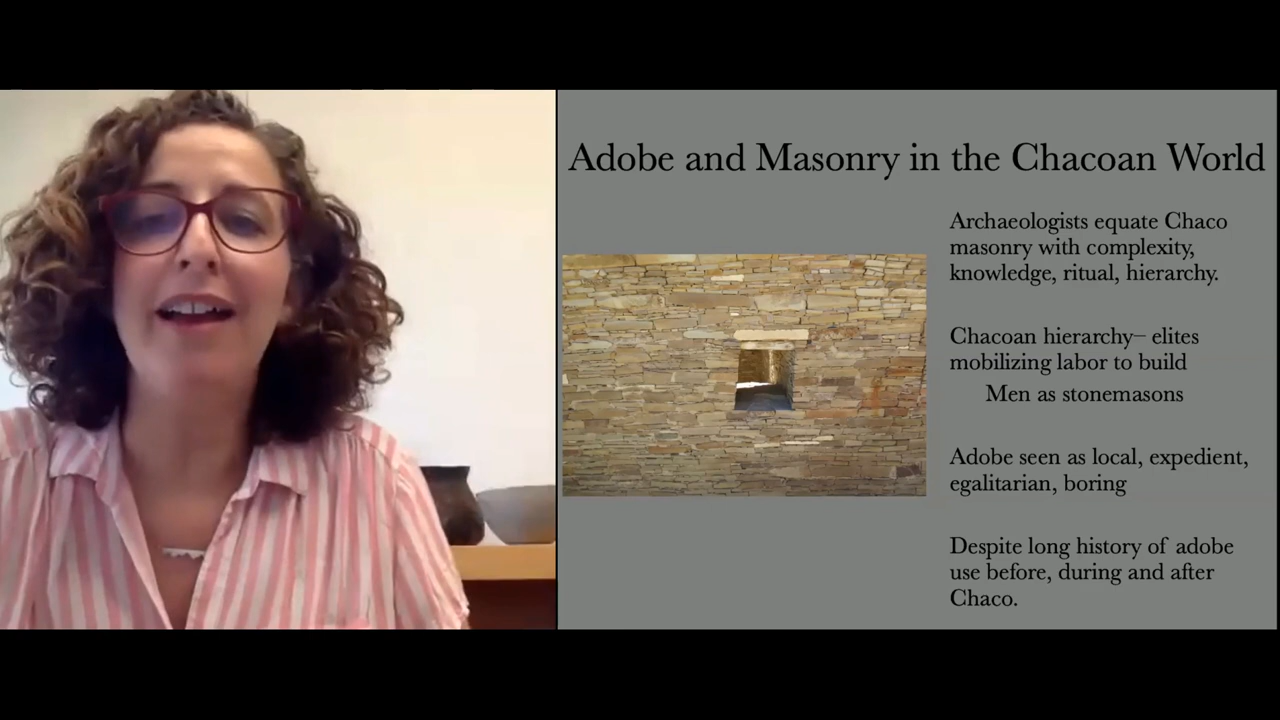 Adobe and Masonry in the Chacoan World
Archaeologists equate Chaco
masonry with complexity,
knowledge, ritual, hierarchy.
Chacoan hierarchy– elites
mobilizing labor to build
Men as stonemasons
Adobe seen as local, expedient,
egalitarian, boring
Despite long history of adobe
use before, during and after
Chaco.